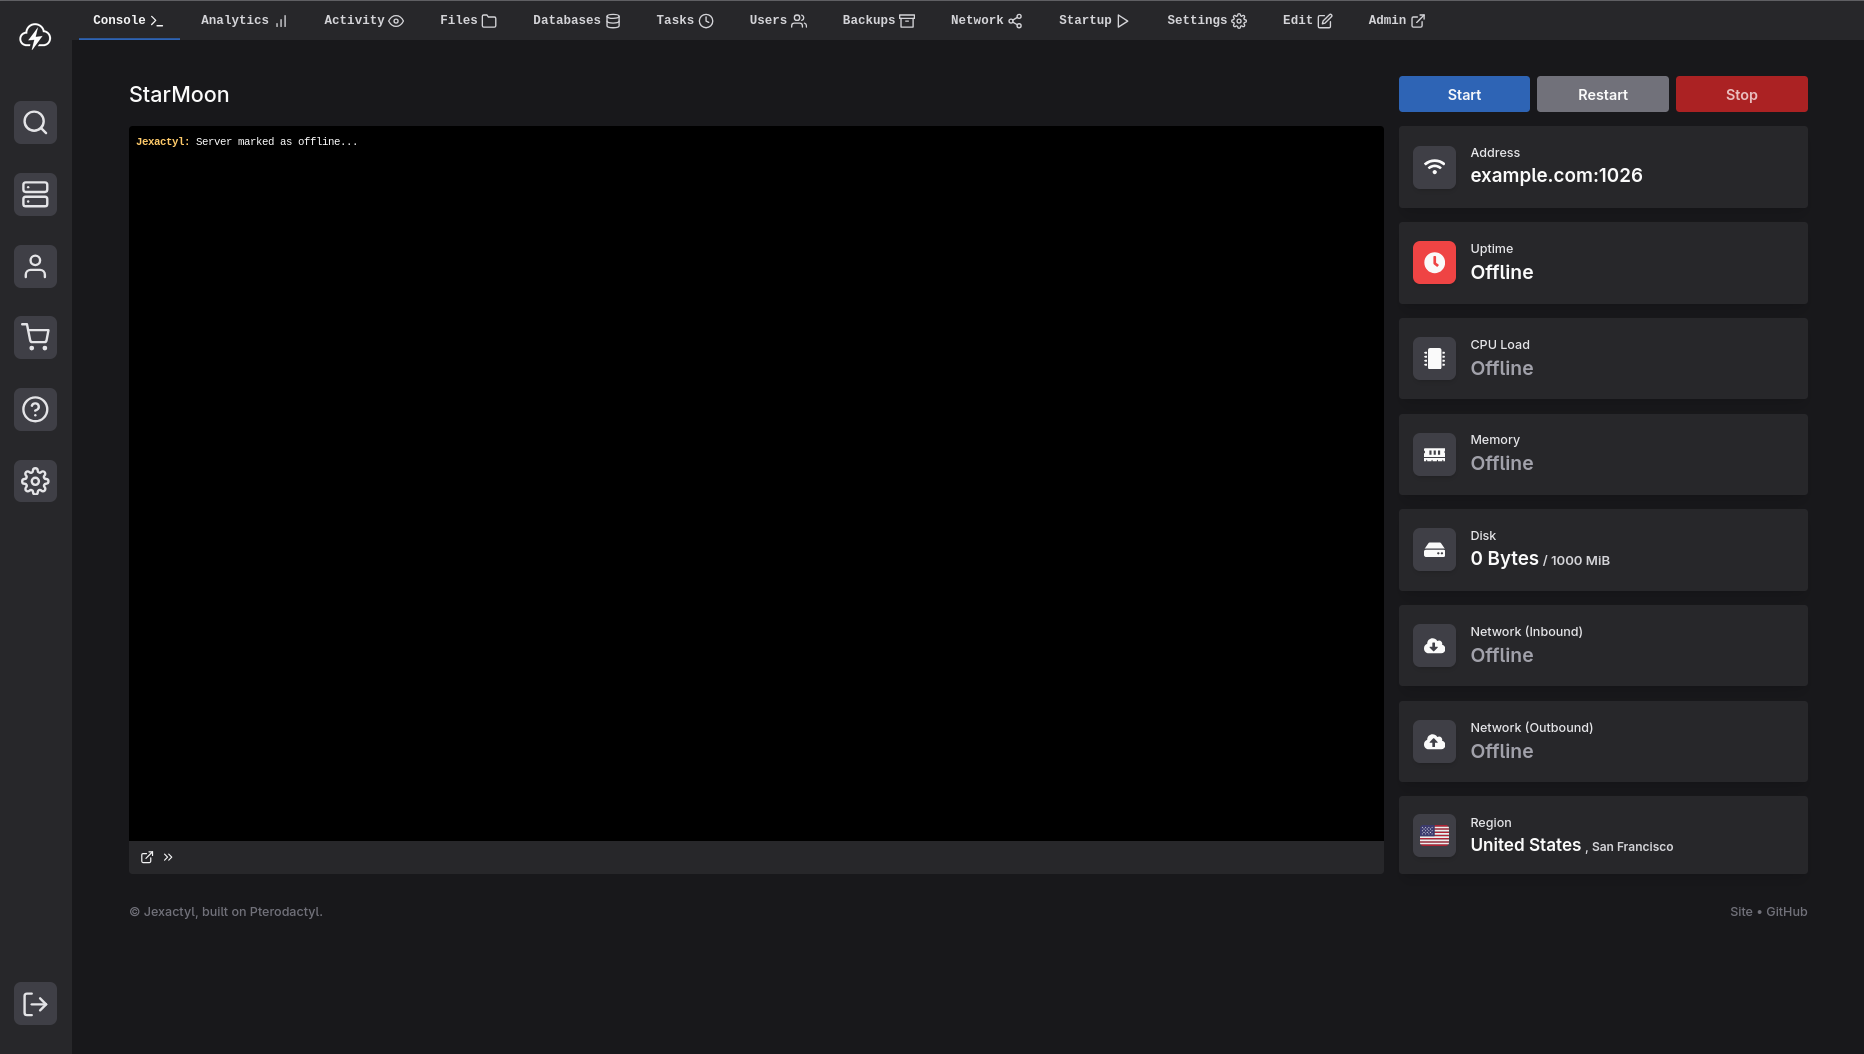 Console Analytics Activity Files Databases Tasks Users Backups Network Startup Settings Edit Admin
StarMoon
Start Restart Stop
Jexactyl: Server marked as offline...
Address
example.com:1026
Uptime
Offline
CPU Load
Offline
Memory
Offline
Disk
0 Bytes / 1000 MiB
Network (Inbound)
Offline
Network (Outbound)
Offline
Region
United States , San Francisco
© Jexactyl, built on Pterodactyl.
Site • GitHub